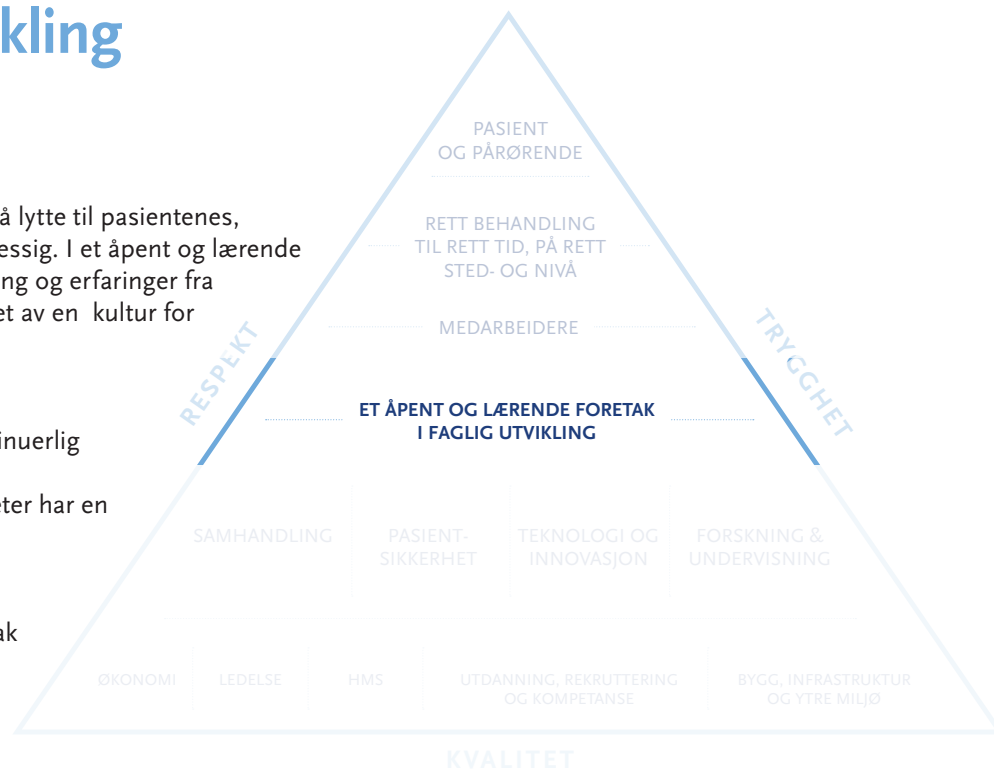 kling
å lytte til pasientenes,
essig. I et åpent og lærende
ng og erfaringer fra
et av en kultur for
inuerlig
eter har en
ak
PASIENT
OG PÅRØRENDE
RETT BEHANDLING
TIL RETT TID, PÅ RETT
STED- OG NIVÅ
MEDARBEIDERE
RESPEKT
TRYGGHET
ET ÅPENT OG LÆRENDE FORETAK
I FAGLIG UTVIKLING
SAMHANDLING
PASIENT-
SIKKERHET
TEKNOLOGI OG
INNOVASJON
FORSKNING &
UNDERVISNING
ØKONOMI
LEDELSE
HMS
UTDANNING, REKRUTTERING
OG KOMPETANSE
BYGG, INFRASTRUKTUR
OG YTRE MILJØ
KVALITET